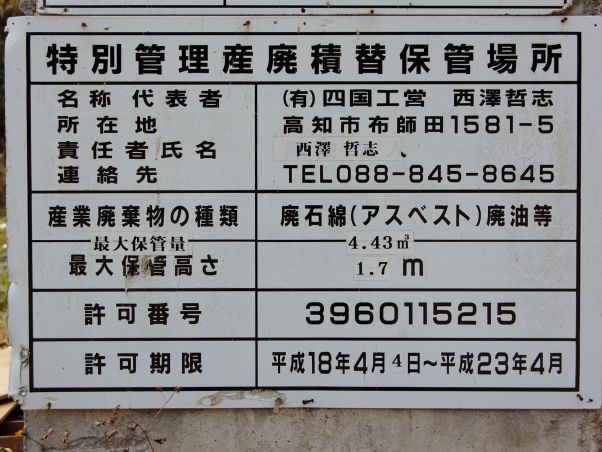 特別管理産廃積替保管場所
名称 代表者 (有)四国工営 西澤哲志
所在地 高知市布師田1581-5
責任者氏名 西澤 哲志
連絡先 TEL088-845-8645
産業廃棄物の種類 廃石綿(アスベスト)廃油等
最大保管量 4.43㎥
最大保管高さ 1.7 m
許可番号 3960115215
許可期限 平成18年4月4日~平成23年4月